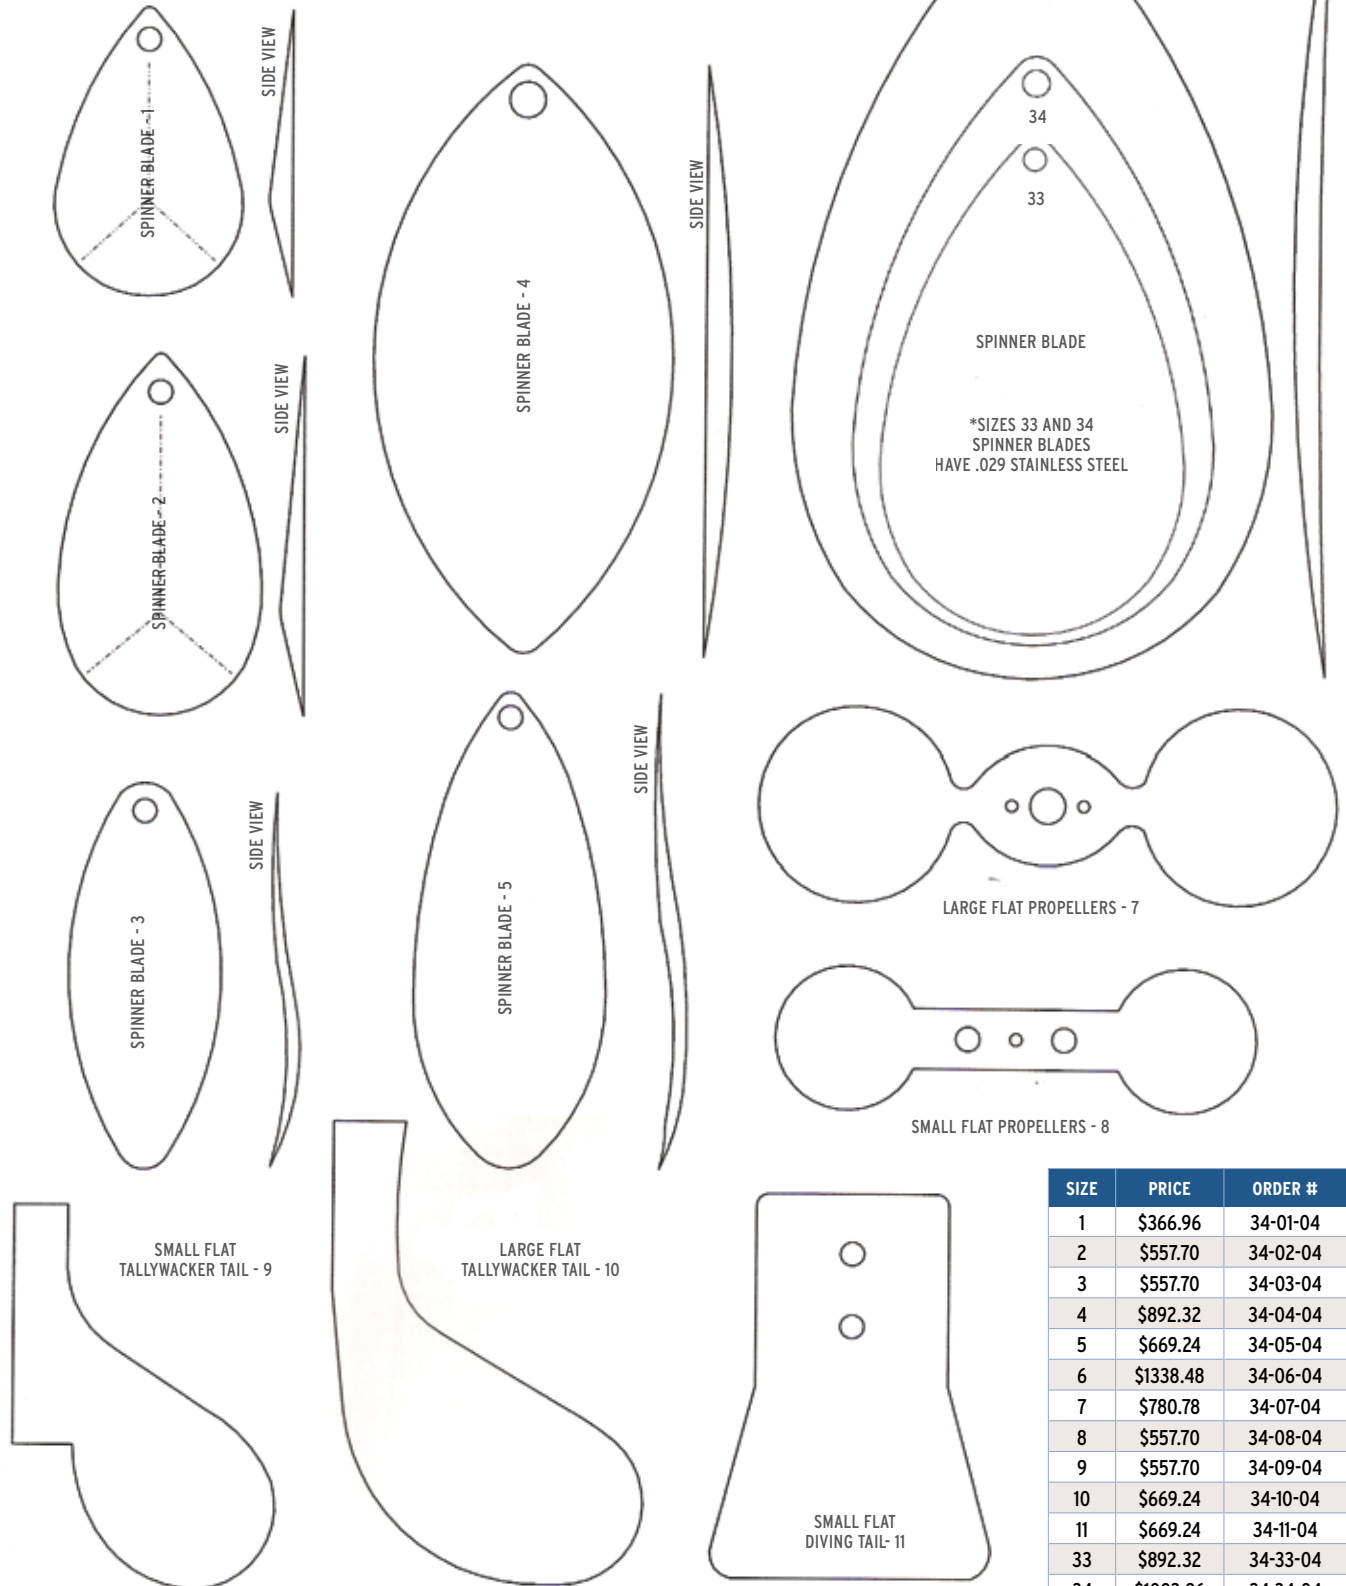 SPINNER BLADE - 1
SIDE VIEW
SPINNER BLADE - 2
SIDE VIEW
SPINNER BLADE - 3
SIDE VIEW
SPINNER BLADE - 4
SIDE VIEW
SPINNER BLADE - 5
SIDE VIEW
34
33
SPINNER BLADE
*SIZES 33 AND 34
SPINNER BLADES
HAVE .029 STAINLESS STEEL
LARGE FLAT PROPELLERS - 7
SMALL FLAT PROPELLERS - 8
SMALL FLAT
TALLYWACKER TAIL - 9
LARGE FLAT
TALLYWACKER TAIL - 10
SMALL FLAT
DIVING TAIL- 11
SIZE PRICE ORDER #
1 $366.96 34-01-04
2 $557.70 34-02-04
3 $557.70 34-03-04
4 $892.32 34-04-04
5 $669.24 34-05-04
6 $1338.48 34-06-04
7 $780.78 34-07-04
8 $557.70 34-08-04
9 $557.70 34-09-04
10 $669.24 34-10-04
11 $669.24 34-11-04
33 $892.32 34-33-04